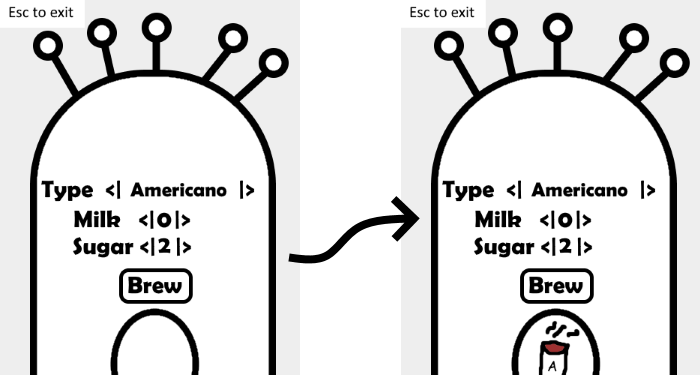 Esc to exit
Type <| Americano |>
Milk <|0|>
Sugar <|2|>
Brew
Esc to exit
Type <| Americano |>
Milk <|0|>
Sugar <|2|>
Brew
A